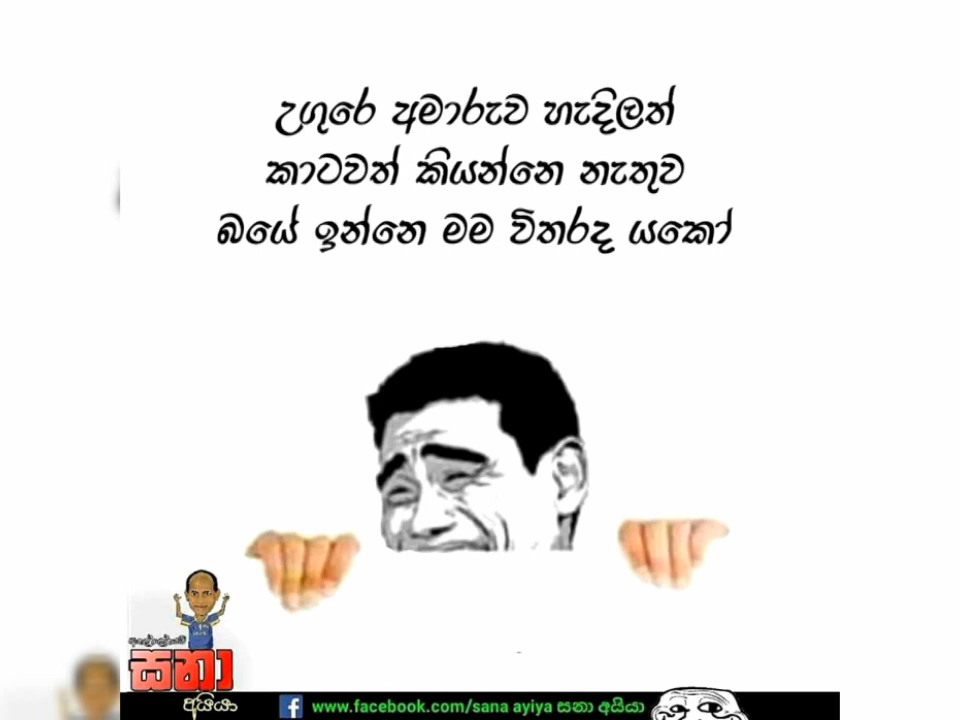 උගුරෙ අමාරුව හැදිලත්
කාටවත් කියන්නෙ නැතුව
බයේ ඉන්නෙ මම විතරද යකෝ
සනා
අයියා
www.facebook.com/sana ayiya සනා අයියා